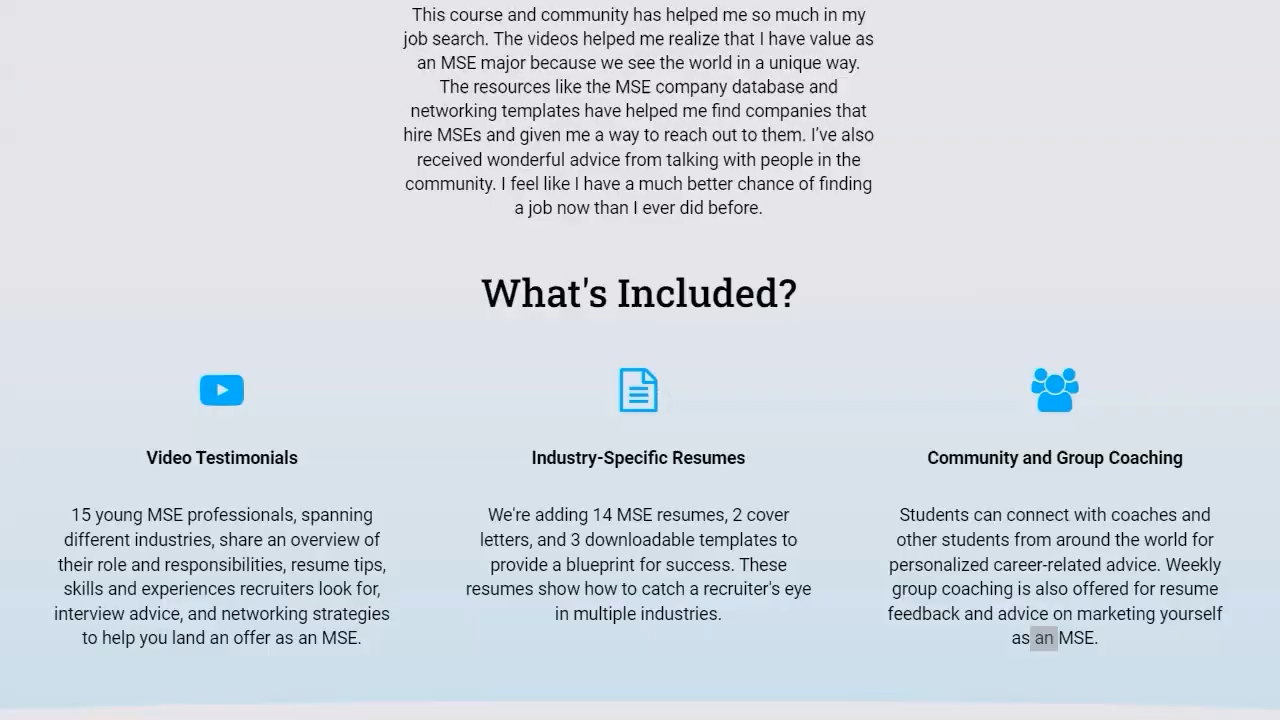 This course and community has helped me so much in my
job search. The videos helped me realize that I have value as
an MSE major because we see the world in a unique way.
The resources like the MSE company database and
networking templates have helped me find companies that
hire MSEs and given me a way to reach out to them. I've also
received wonderful advice from talking with people in the
community. I feel like I have a much better chance of finding
a job now than I ever did before.
What's Included?
Video Testimonials
15 young MSE professionals, spanning
different industries, share an overview of
their role and responsibilities, resume tips,
skills and experiences recruiters look for,
interview advice, and networking strategies
to help you land an offer as an MSE.
Industry-Specific Resumes
We're adding 14 MSE resumes, 2 cover
letters, and 3 downloadable templates to
provide a blueprint for success. These
resumes show how to catch a recruiter's eye
in multiple industries.
Community and Group Coaching
Students can connect with coaches and
other students from around the world for
personalized career-related advice. Weekly
group coaching is also offered for resume
feedback and advice on marketing yourself
as an MSE.